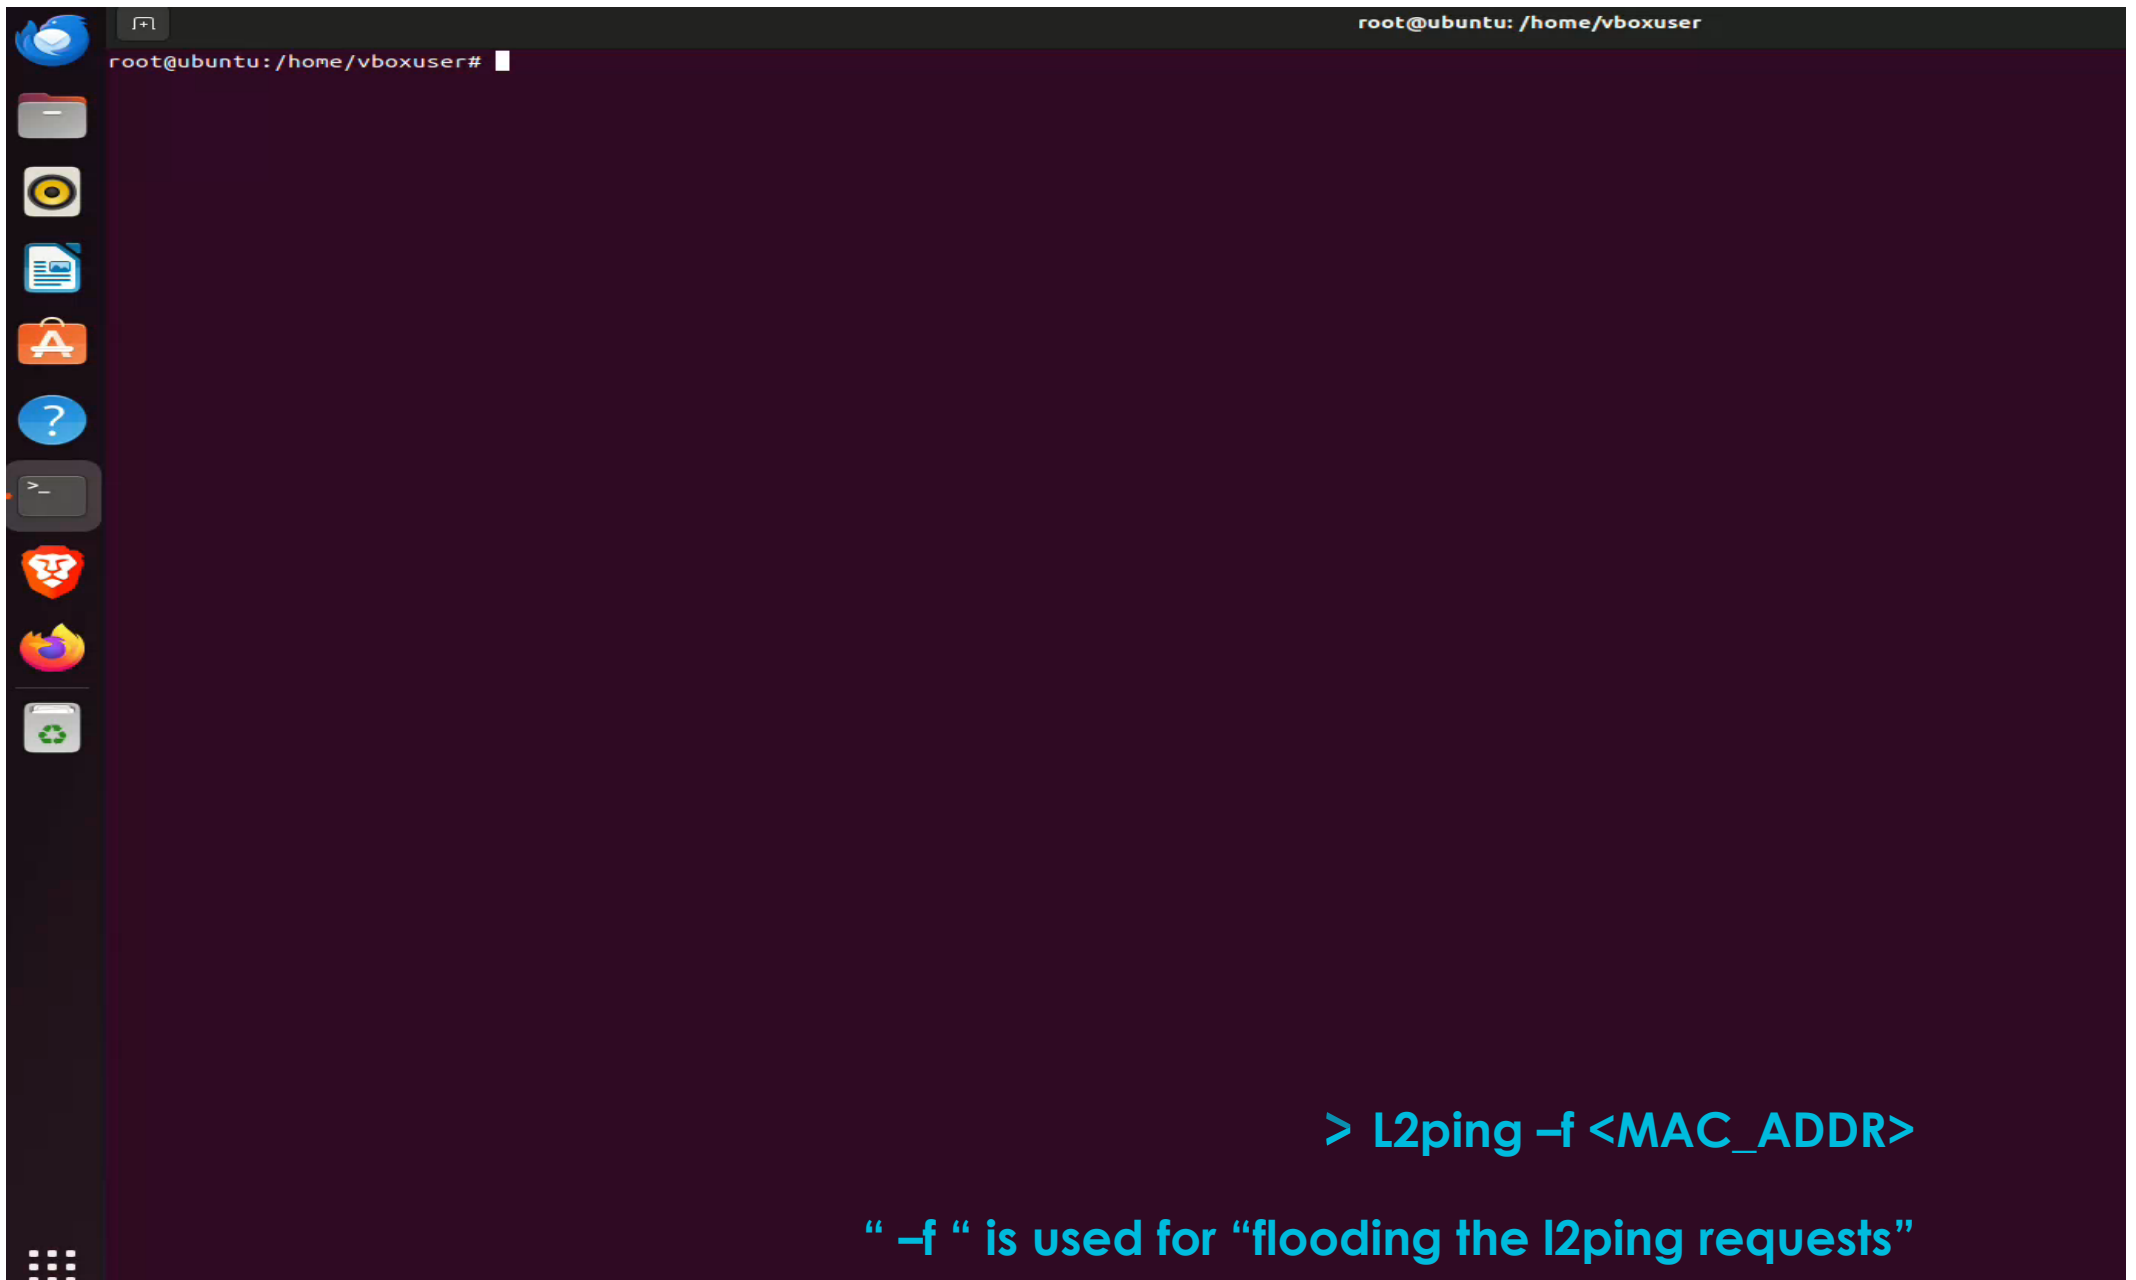 root@ubuntu: /home/vboxuser
root@ubuntu:/home/vboxuser#
>_
> L2ping –f <MAC_ADDR>
“ –f “ is used for “flooding the l2ping requests”